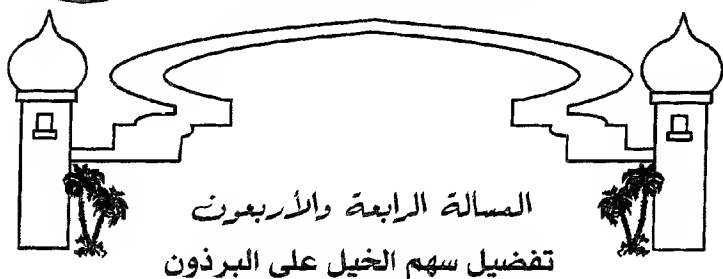 المسالة الرابعة والأربعون
تفضيل سهم الخيل على البرذون